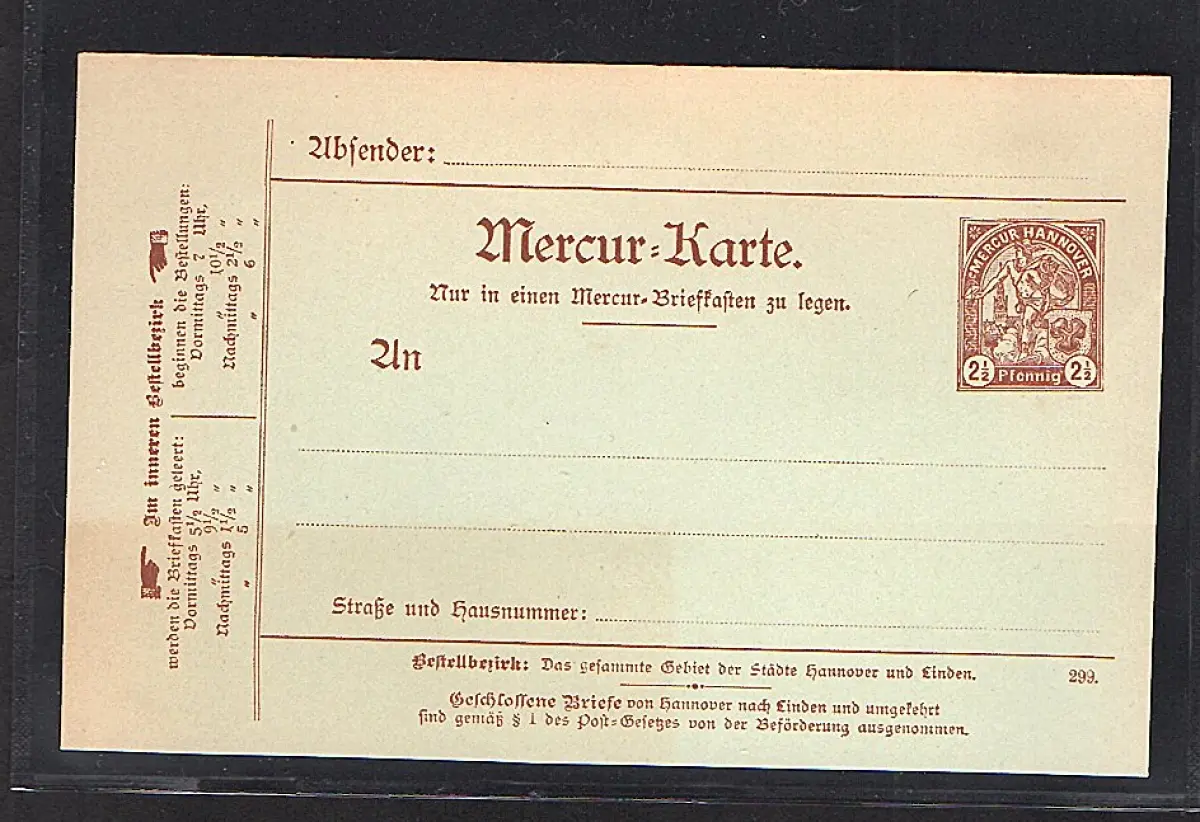 Absender:
Mercur-Karte.
Nur in einen Mercur-Briefkasten zu legen.
MERCUR HANNOVER
2½ Pfennig 2½
An
Straße und Hausnummer:
Bestellbezirk: Das gesammte Gebiet der Städte Hannover und Linden.
299.
Geschlossene Briefe von Hannover nach Linden und umgekehrt
sind gemäß § 1 des Post-Gesetzes von der Beförderung ausgenommen.
Im inneren Bestellbezirk
werden die Briefkasten geleert:
Vormittags 5½ Uhr,
" 9½ "
Nachmittags 1½ "
" 5 "
beginnen die Bestellungen:
Vormittags 7 Uhr,
" 10½ "
Nachmittags 2½ "
" 6 "